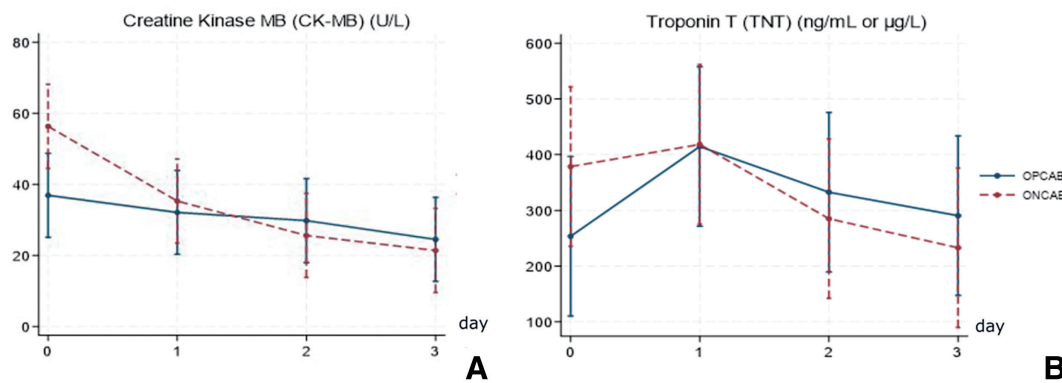 Creatine Kinase MB (CK-MB) (U/L)
80
60
40
20
0
0 1 2 3
day
A
Troponin T (TNT) (ng/mL or µg/L)
600
500
400
300
200
100
0 1 2 3
day
OPCAB
ONCAB
B